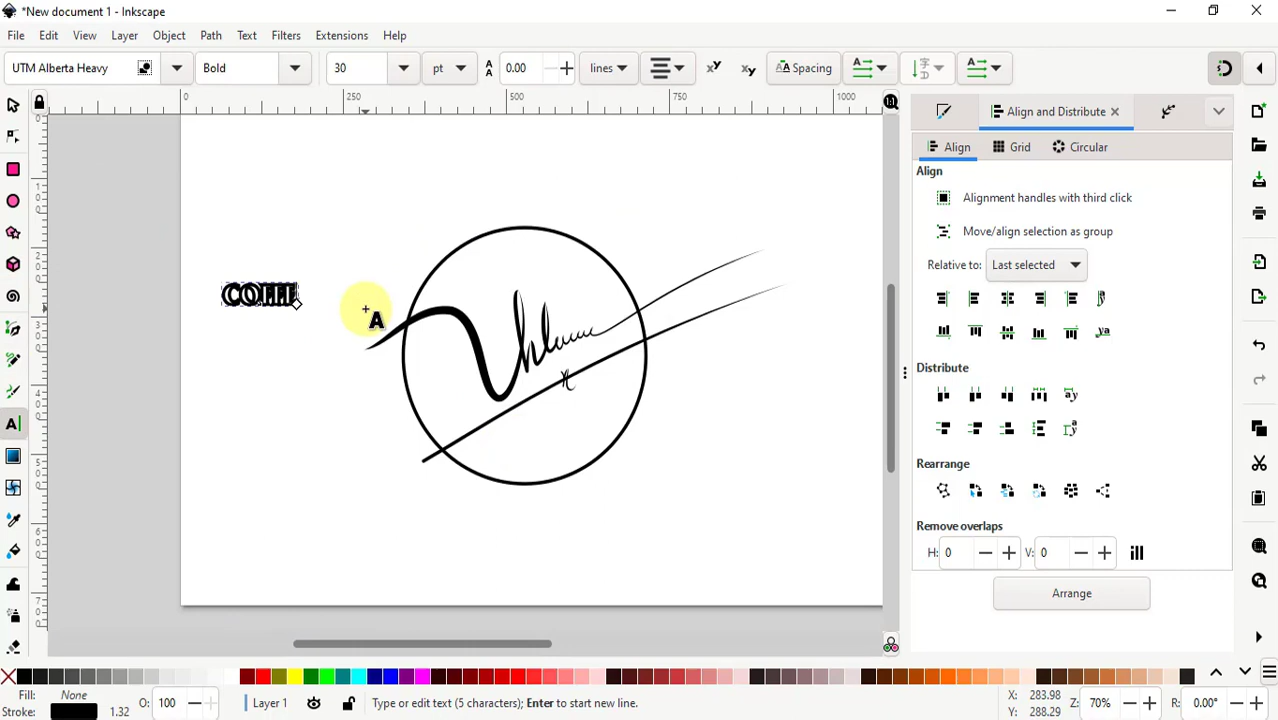 *New document 1 - Inkscape
File Edit View Layer Object Path Text Filters Extensions Help
UTM Alberta Heavy Bold 30 pt 0.00 lines Spacing
0 250 500 750 1000
Align and Distribute
Align Grid Circular
Align
Alignment handles with third click
Move/align selection as group
Relative to: Last selected
Distribute
Rearrange
Remove overlaps
H: 0 V: 0
Arrange
Fill: None
Stroke: 1.32
O: 100
Layer 1
Type or edit text (5 characters); Enter to start new line.
X: 283.98
Y: 288.29
Z: 70%
R: 0.00°